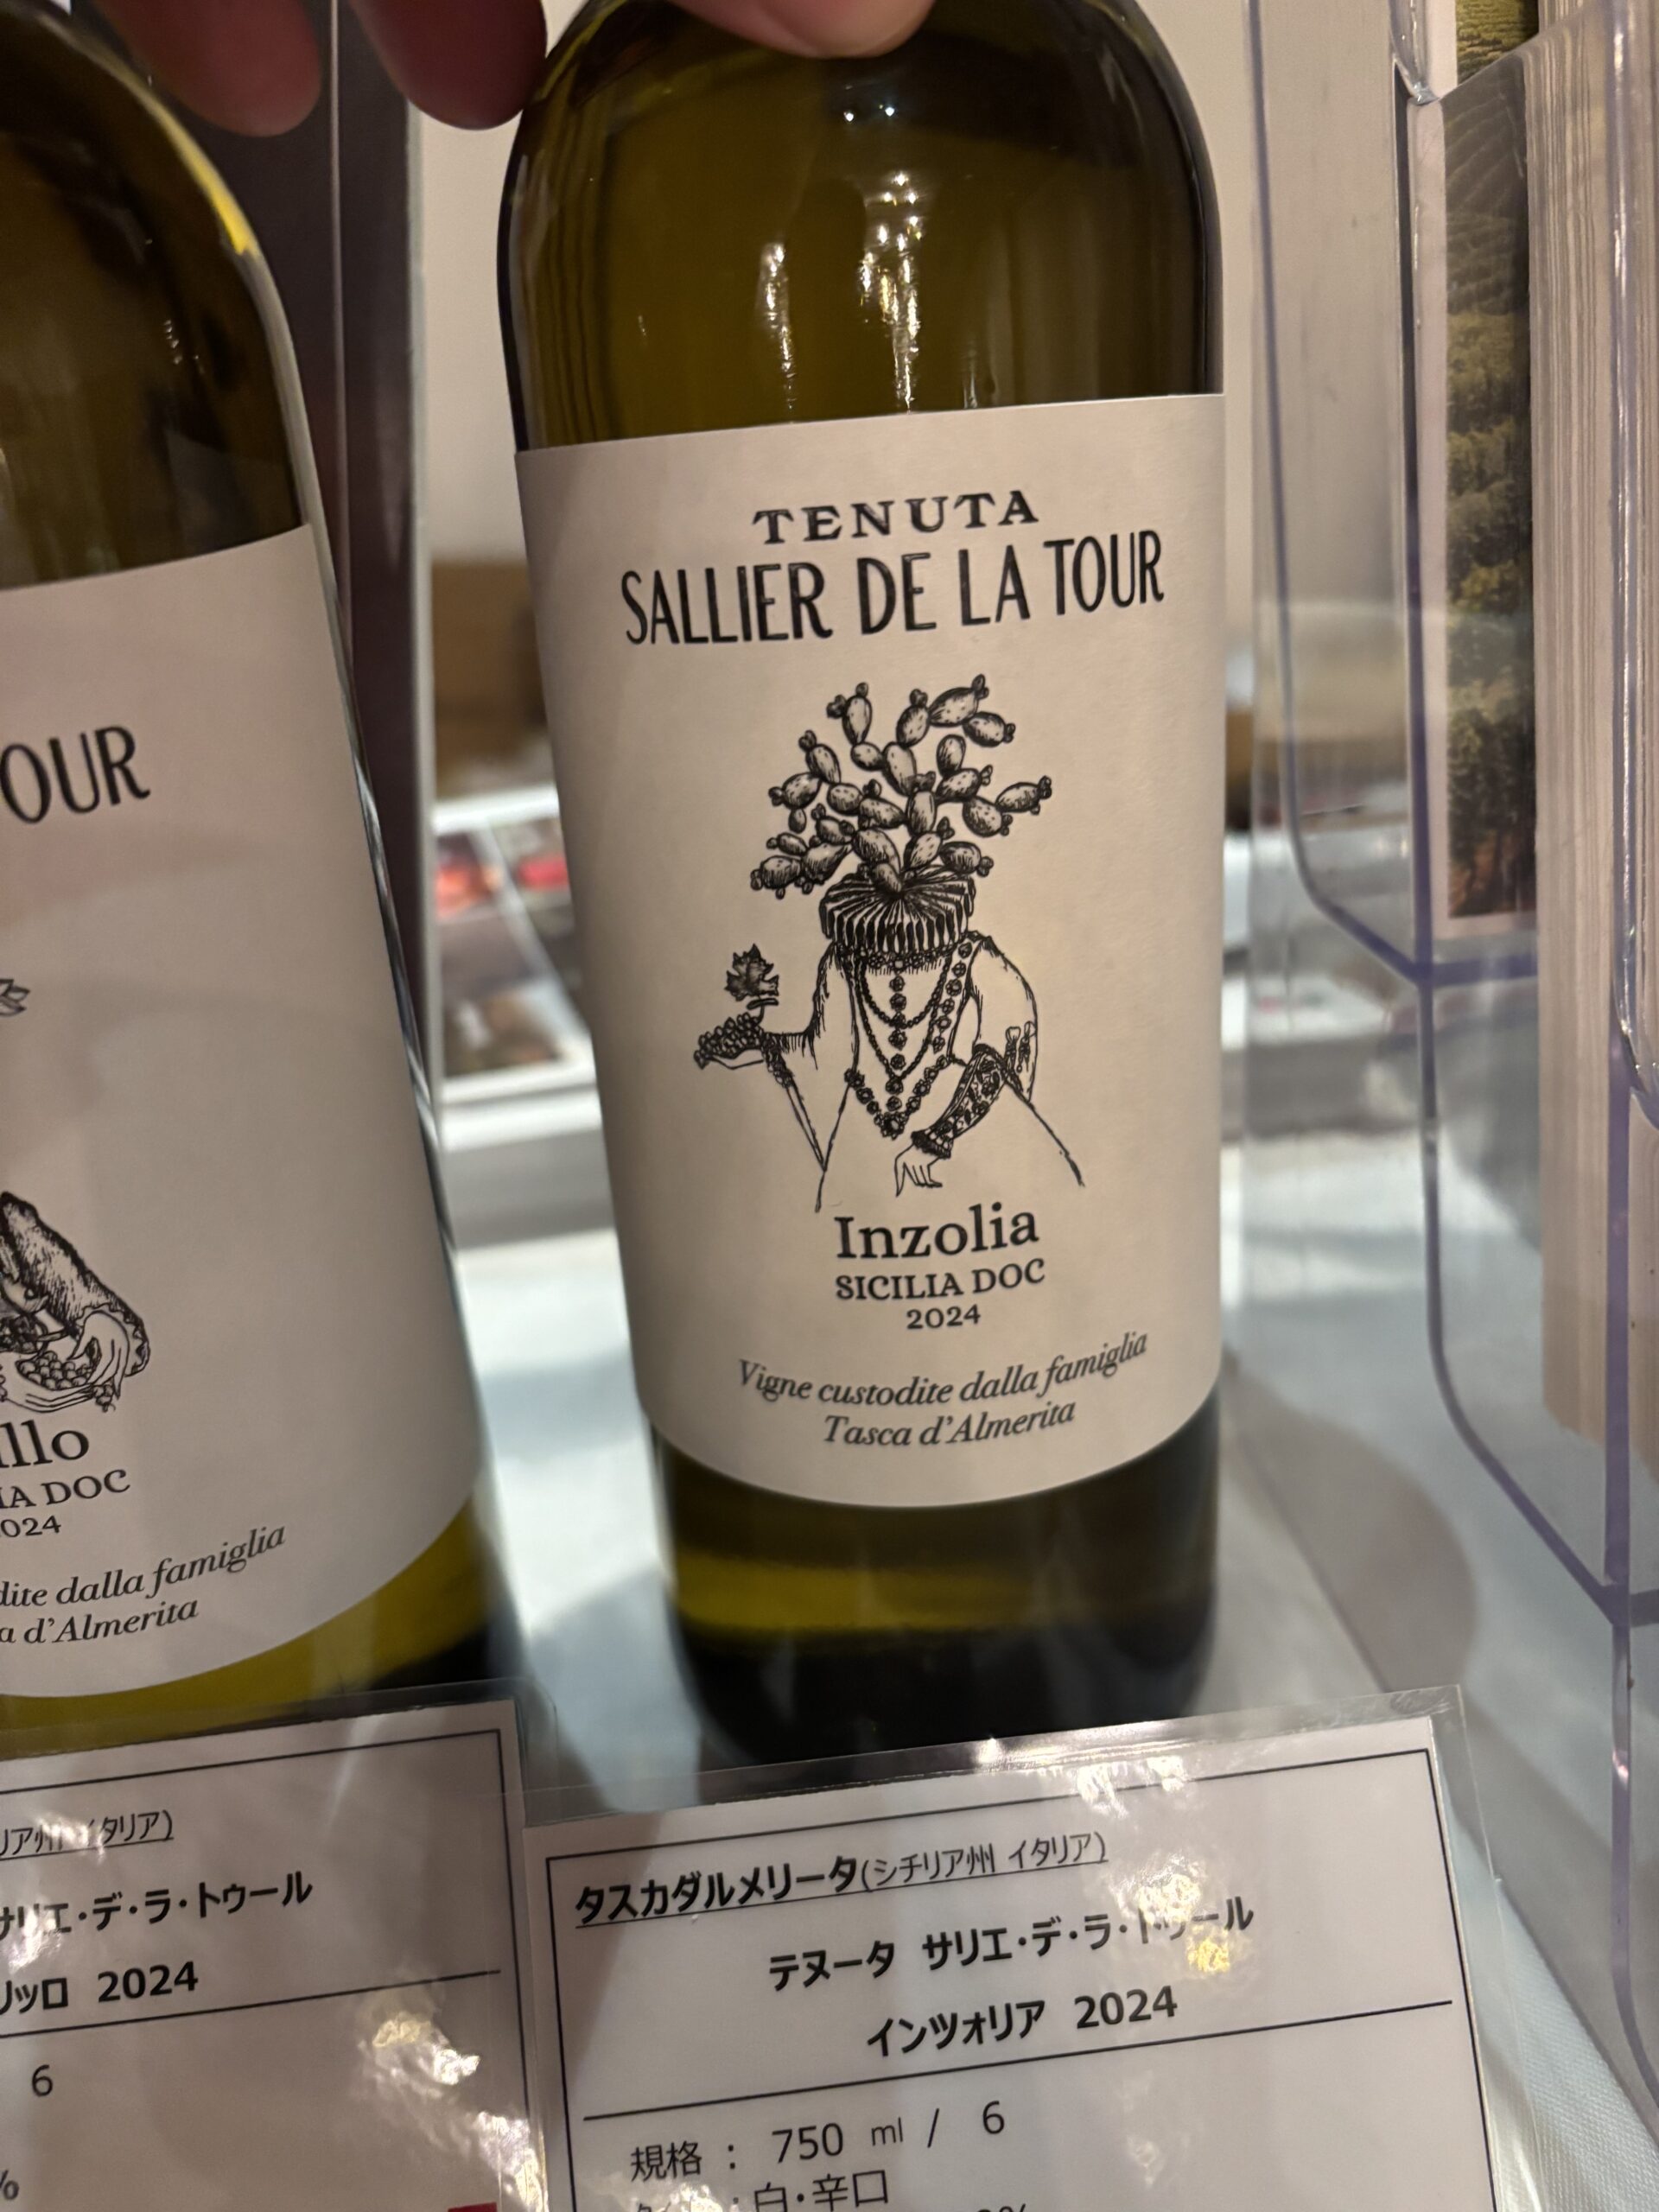 TENUTA
SALLIER DE LA TOUR
Inzolia
SICILIA DOC
2024
Vigne custodite dalla famiglia
Tasca d'Almerita
OUR
llo
IA DOC
024
dite dalla famiglia
a d'Almerita
リア州 イタリア)
サリエ・デ・ラ・トゥール
リッロ 2024
6
%
タスカダルメリータ(シチリア州 イタリア)
テヌータ サリエ・デ・ラ・トゥール
インツォリア 2024
規格 : 750 ml / 6
: 白・辛口